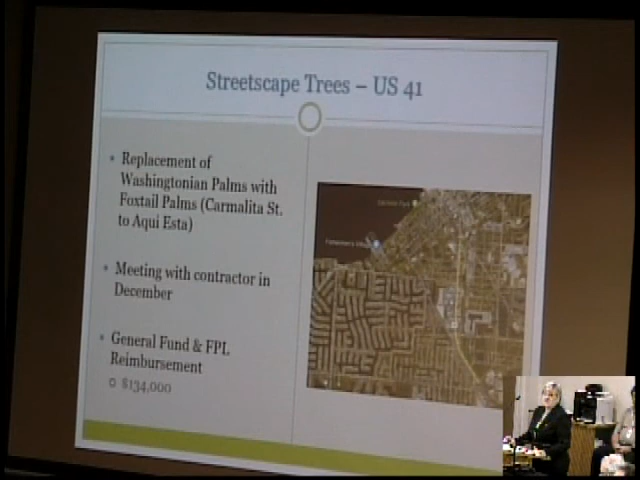 Streetscape Trees – US 41
• Replacement of
Washingtonian Palms with
Foxtail Palms (Carmalita St.
to Aqui Esta)
• Meeting with contractor in
December
• General Fund & FPL
Reimbursement
o $134,000